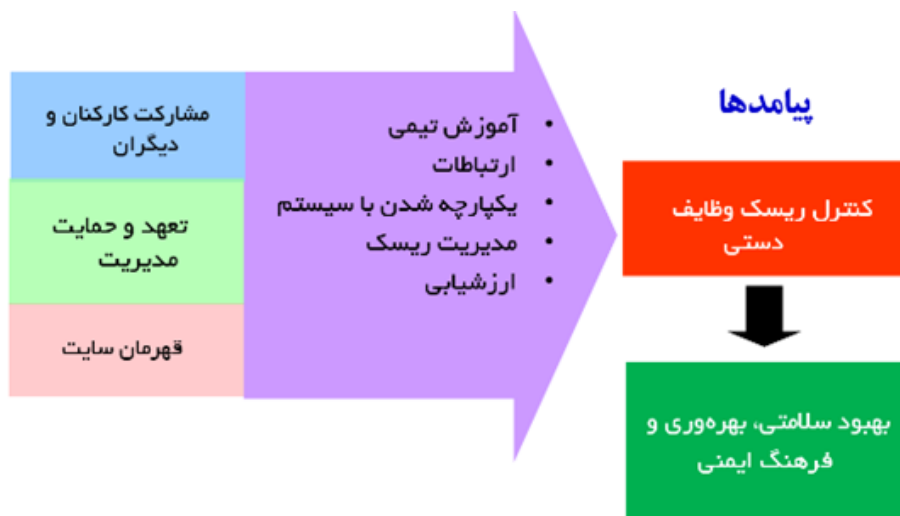 مشارکت کارکنان و
دیگران
تعهد و حمایت
مدیریت
قهرمان سایت
• آموزش تیمی
• ارتباطات
• یکپارچه شدن با سیستم
• مدیریت ریسک
• ارزشیابی
پیامدها
کنترل ریسک وظایف
دستی
بهبود سلامتی، بهره‌وری و
فرهنگ ایمنی